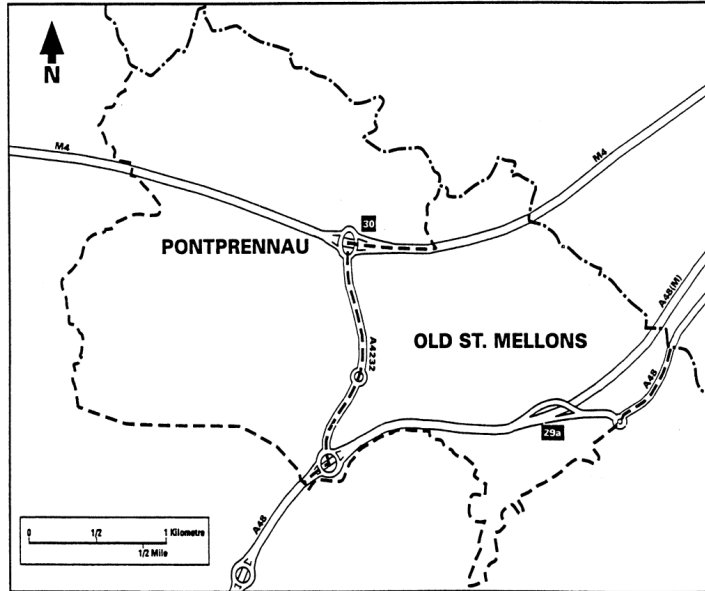 N
M4
M4
30
PONTPRENNAU
A48(M)
A4232
OLD ST. MELLONS
A48
29a
A48
0 1/2 1 Kilometre
1/2 Mile